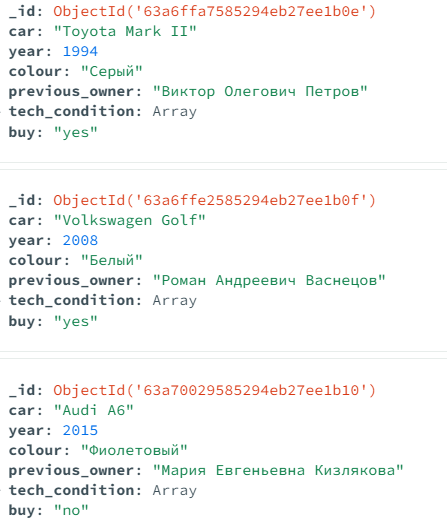 _id: ObjectId('63a6ffa7585294eb27ee1b0e')
car: "Toyota Mark II"
year: 1994
colour: "Серый"
previous_owner: "Виктор Олегович Петров"
tech_condition: Array
buy: "yes"
_id: ObjectId('63a6ffe2585294eb27ee1b0f')
car: "Volkswagen Golf"
year: 2008
colour: "Белый"
previous_owner: "Роман Андреевич Васнецов"
tech_condition: Array
buy: "yes"
_id: ObjectId('63a70029585294eb27ee1b10')
car: "Audi A6"
year: 2015
colour: "Фиолетовый"
previous_owner: "Мария Евгеньевна Кизлякова"
tech_condition: Array
buy: "no"